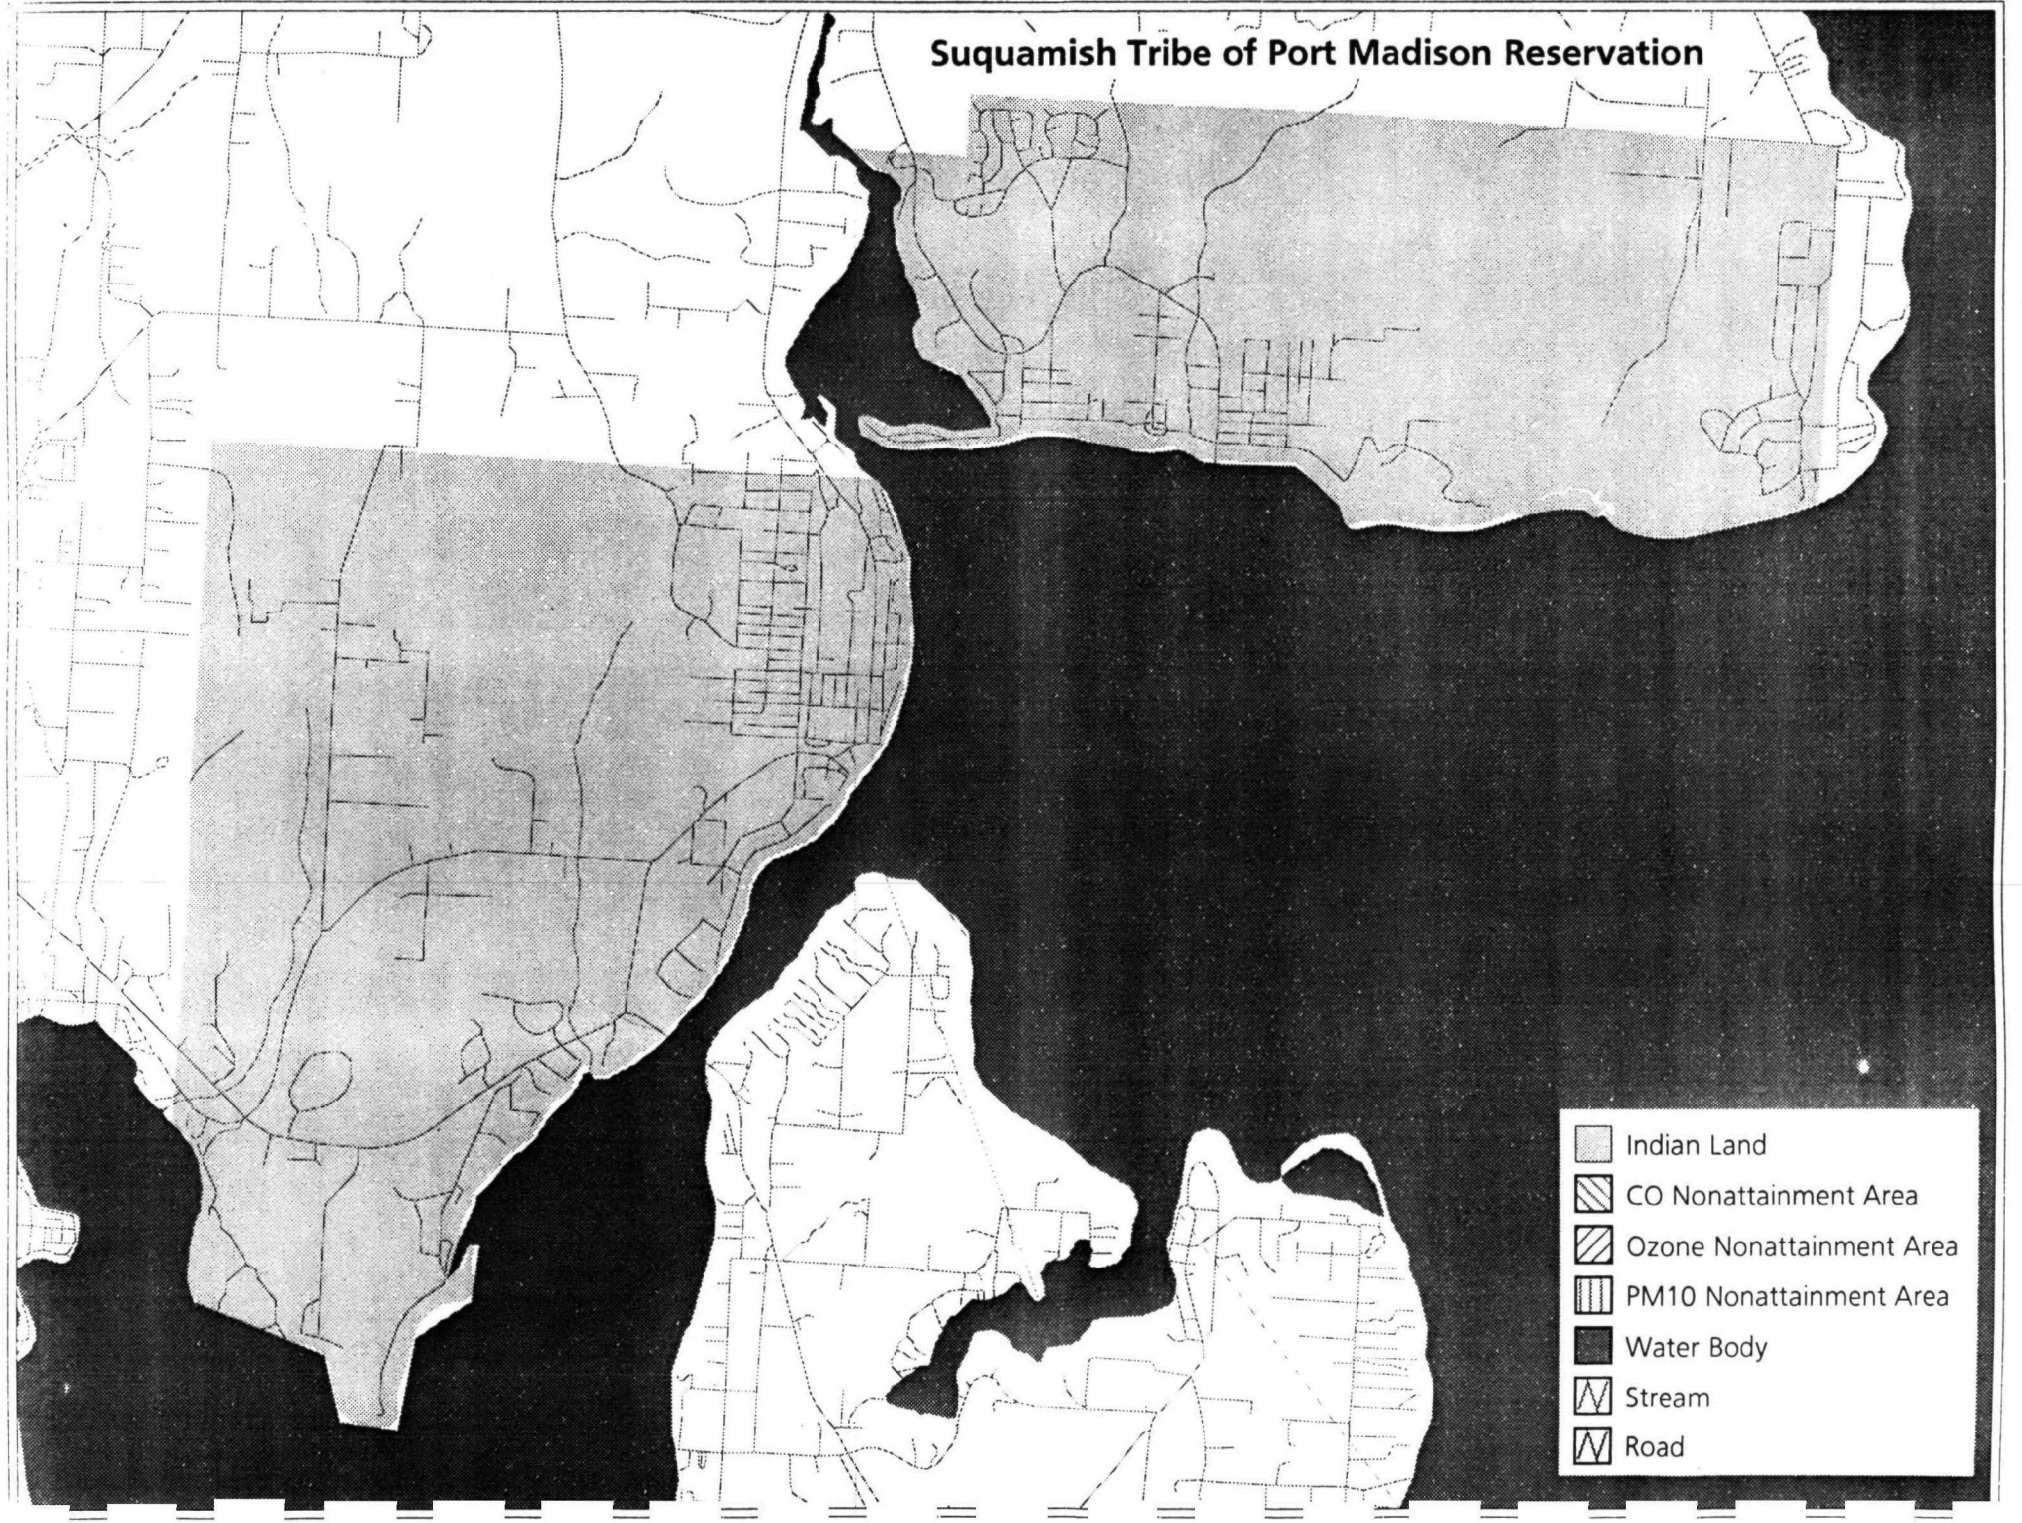 Suquamish Tribe of Port Madison Reservation
Indian Land
CO Nonattainment Area
Ozone Nonattainment Area
PM10 Nonattainment Area
Water Body
Stream
Road